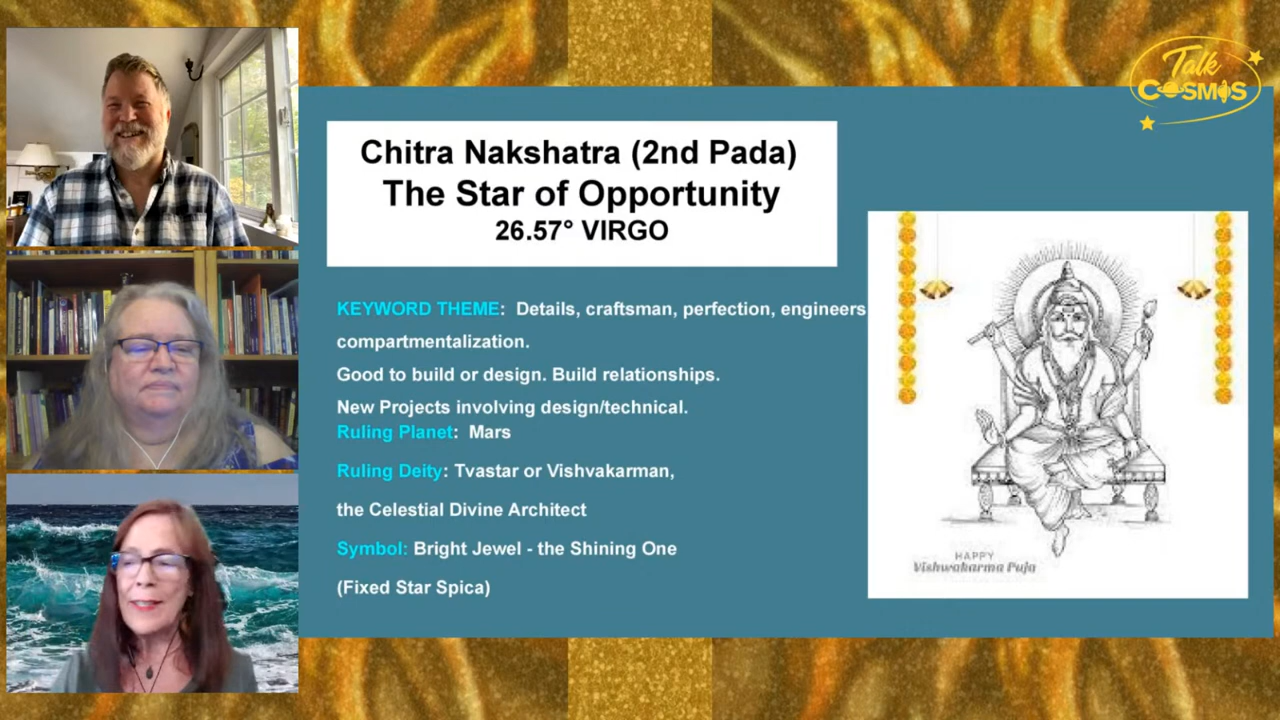 Talk
COSMOS
Chitra Nakshatra (2nd Pada)
The Star of Opportunity
26.57° VIRGO
KEYWORD THEME: Details, craftsman, perfection, engineers
compartmentalization.
Good to build or design. Build relationships.
New Projects involving design/technical.
Ruling Planet: Mars
Ruling Deity: Tvastar or Vishvakarman,
the Celestial Divine Architect
Symbol: Bright Jewel - the Shining One
(Fixed Star Spica)
HAPPY
Vishwakarma Puja